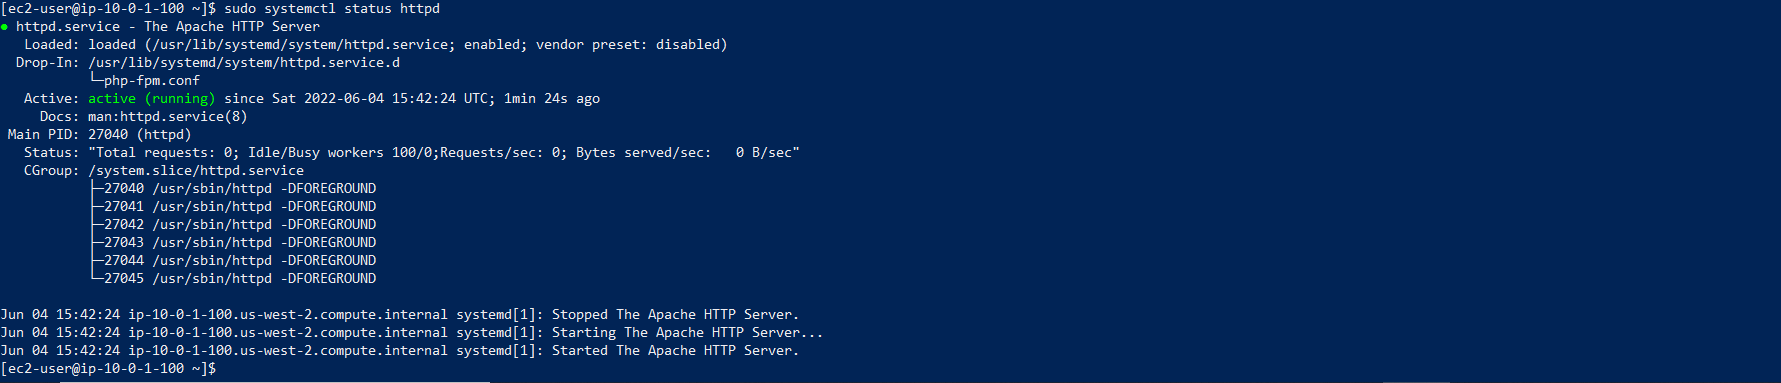 [ec2-user@ip-10-0-1-100 ~]$ sudo systemctl status httpd
● httpd.service - The Apache HTTP Server
   Loaded: loaded (/usr/lib/systemd/system/httpd.service; enabled; vendor preset: disabled)
  Drop-In: /usr/lib/systemd/system/httpd.service.d
           └─php-fpm.conf
   Active: active (running) since Sat 2022-06-04 15:42:24 UTC; 1min 24s ago
     Docs: man:httpd.service(8)
 Main PID: 27040 (httpd)
   Status: "Total requests: 0; Idle/Busy workers 100/0;Requests/sec: 0; Bytes served/sec:   0 B/sec"
   CGroup: /system.slice/httpd.service
           ├─27040 /usr/sbin/httpd -DFOREGROUND
           ├─27041 /usr/sbin/httpd -DFOREGROUND
           ├─27042 /usr/sbin/httpd -DFOREGROUND
           ├─27043 /usr/sbin/httpd -DFOREGROUND
           ├─27044 /usr/sbin/httpd -DFOREGROUND
           └─27045 /usr/sbin/httpd -DFOREGROUND

Jun 04 15:42:24 ip-10-0-1-100.us-west-2.compute.internal systemd[1]: Stopped The Apache HTTP Server.
Jun 04 15:42:24 ip-10-0-1-100.us-west-2.compute.internal systemd[1]: Starting The Apache HTTP Server...
Jun 04 15:42:24 ip-10-0-1-100.us-west-2.compute.internal systemd[1]: Started The Apache HTTP Server.
[ec2-user@ip-10-0-1-100 ~]$